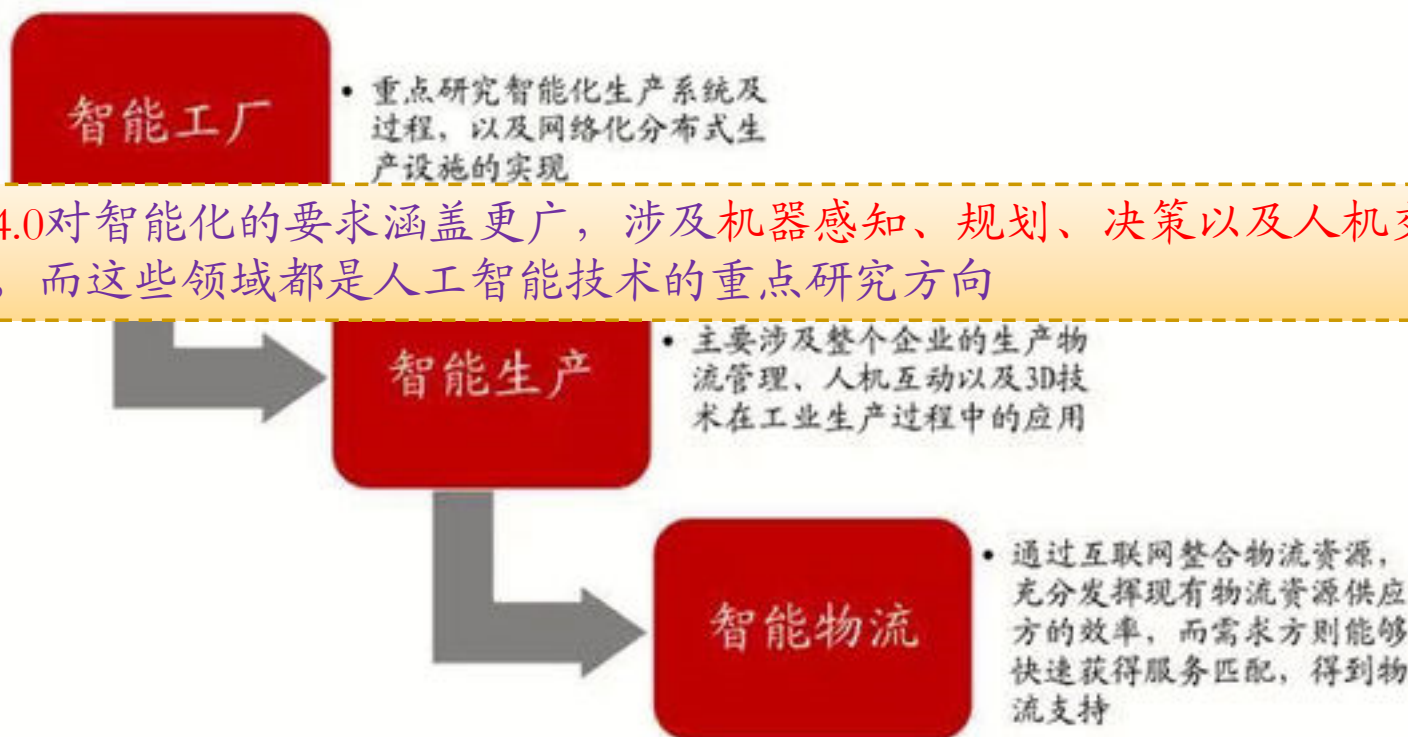 智能工厂
• 重点研究智能化生产系统及
过程，以及网络化分布式生
产设施的实现
4.0对智能化的要求涵盖更广，涉及机器感知、规划、决策以及人机
，而这些领域都是人工智能技术的重点研究方向
智能生产
• 主要涉及整个企业的生产物
流管理、人机互动以及3D技
术在工业生产过程中的应用
智能物流
• 通过互联网整合物流资源，
充分发挥现有物流资源供应
方的效率，而需求方则能够
快速获得服务匹配，得到物
流支持